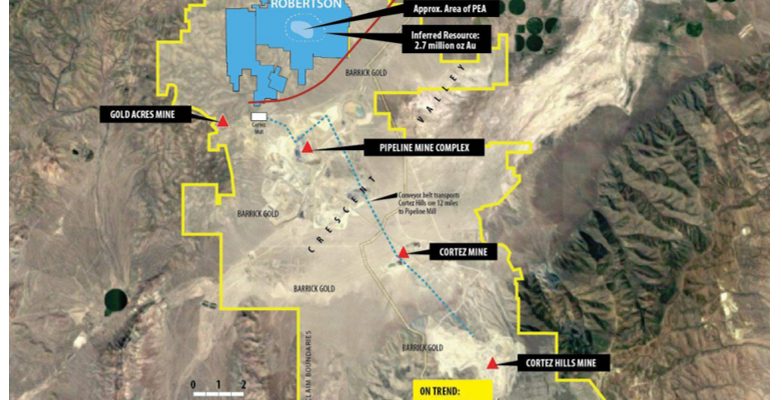 ROBERTSON
Approx. Area of PEA
Inferred Resource:
2.7 million oz Au
BARRICK GOLD
VALLEY
GOLD ACRES MINE
Cortez
Mill
PIPELINE MINE COMPLEX
Conveyor belt transports
Cortez Hills ore 12 miles
to Pipeline Mill
CRESCENT
BARRICK GOLD
CORTEZ MINE
BARRICK GOLD
CLAIM BOUNDARIES
BARRICK GOLD
CORTEZ HILLS MINE
0 1 2
ON TREND: